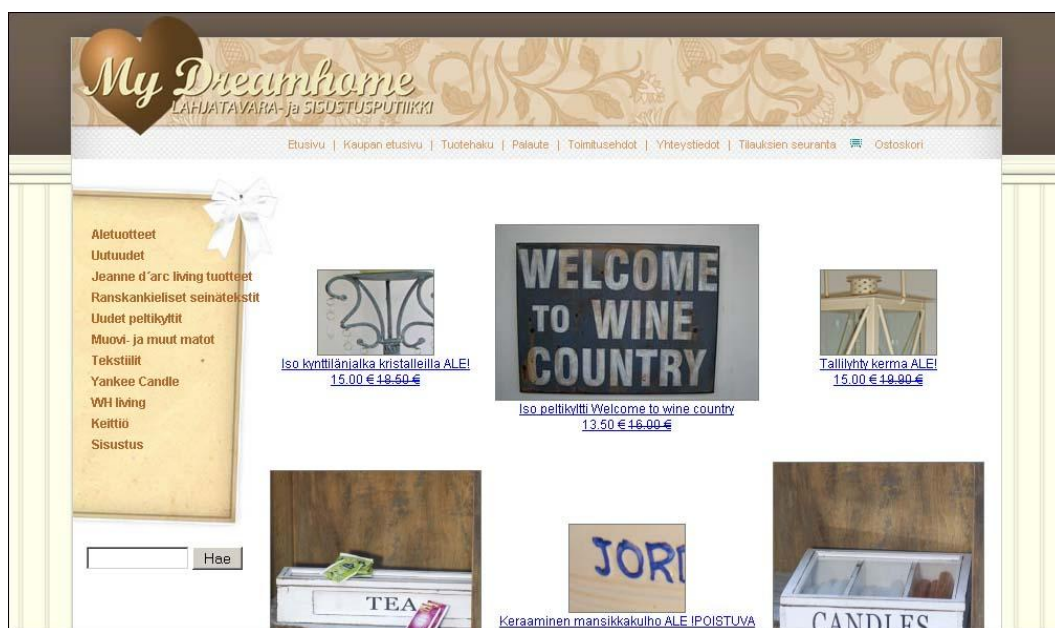 My Dreamhome
LAHJATAVARA- ja SISUSTUSPUTIIKKI
Etusivu | Kaupan etusivu | Tuotehaku | Palaute | Toimitusehdot | Yhteystiedot | Tilauksien seuranta Ostoskori
Aletuotteet
Uutuudet
Jeanne d´arc living tuotteet
Ranskankieliset seinätekstit
Uudet peltikyltit
Muovi- ja muut matot
Tekstiilit
Yankee Candle
WH living
Keittiö
Sisustus
Hae
Iso kynttilänjalka kristalleilla ALE!
15.00 € 18.50 €
WELCOME
TO WINE
COUNTRY
Iso peltikyltti Welcome to wine country
13.50 € 16.00 €
Tallilyhty kerma ALE!
15.00 € 19.90 €
TEA
JORD
Keraaminen mansikkakulho ALE !POISTUVA
CANDLES